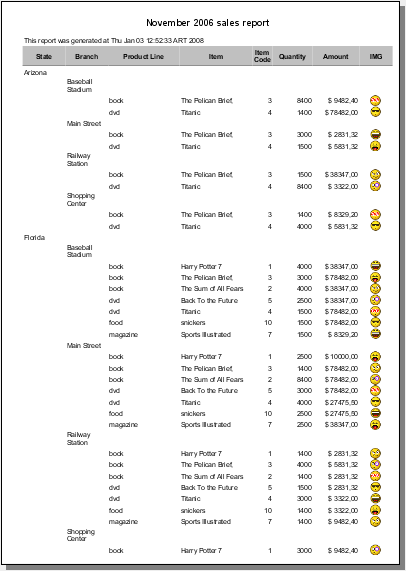 November 2006 sales report
This report was generated at Thu Jan 03 12:52:33 ART 2008
State Branch Product Line Item Item Code Quantity Amount IMG
Arizona
Baseball Stadium
book The Pelican Brief, 3 8400 $ 9482,40
dvd Titanic 4 1400 $ 78482,00
Main Street
book The Pelican Brief, 3 3000 $ 2831,32
dvd Titanic 4 1500 $ 5831,32
Railway Station
book The Pelican Brief, 3 1500 $ 38347,00
dvd Titanic 4 8400 $ 3322,00
Shopping Center
book The Pelican Brief, 3 1400 $ 8329,20
dvd Titanic 4 4000 $ 5831,32
Florida
Baseball Stadium
book Harry Potter 7 1 4000 $ 38347,00
book The Pelican Brief, 3 3000 $ 78482,00
book The Sum of All Fears 2 4000 $ 38347,00
dvd Back To the Future 5 2500 $ 38347,00
dvd Titanic 4 1500 $ 78482,00
food snickers 10 1500 $ 78482,00
magazine Sports Illustrated 7 1500 $ 8329,20
Main Street
book Harry Potter 7 1 2500 $ 10000,00
book The Pelican Brief, 3 1400 $ 78482,00
book The Sum of All Fears 2 8400 $ 78482,00
dvd Back To the Future 5 3000 $ 78482,00
dvd Titanic 4 4000 $ 27475,50
food snickers 10 2500 $ 27475,50
magazine Sports Illustrated 7 2500 $ 38347,00
Railway Station
book Harry Potter 7 1 1400 $ 2831,32
book The Pelican Brief, 3 4000 $ 5831,32
book The Sum of All Fears 2 1400 $ 2831,32
dvd Back To the Future 5 1500 $ 2831,32
dvd Titanic 4 3000 $ 3322,00
food snickers 10 1400 $ 3322,00
magazine Sports Illustrated 7 1400 $ 9482,40
Shopping Center
book Harry Potter 7 1 3000 $ 9482,40